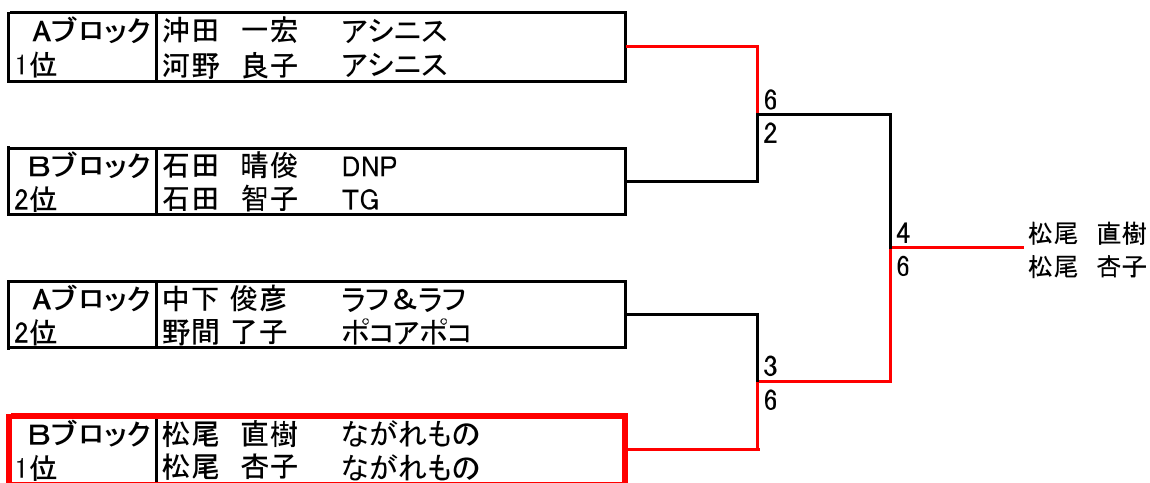 Aブロック 沖田 一宏 アシニス
1位 河野 良子 アシニス
6
2
Bブロック 石田 晴俊 DNP
2位 石田 智子 TG
4 松尾 直樹
6 松尾 杏子
Aブロック 中下 俊彦 ラフ&ラフ
2位 野間 了子 ポコアポコ
3
6
Bブロック 松尾 直樹 ながれもの
1位 松尾 杏子 ながれもの